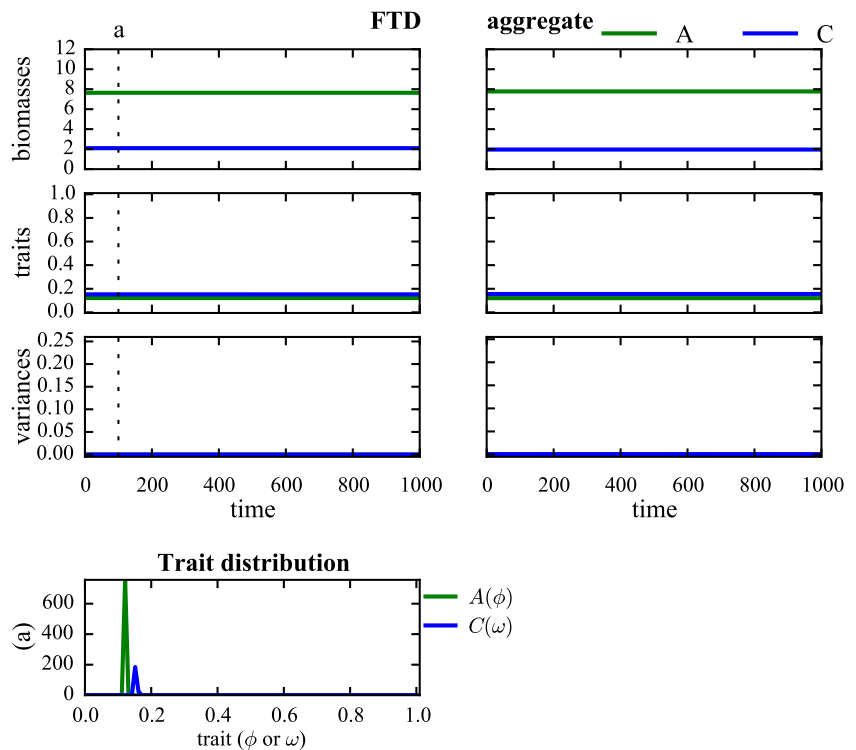 FTD aggregate A C
a
biomasses
12
10
8
6
4
2
0
traits
1.0
0.8
0.6
0.4
0.2
0.0
variances
0.25
0.20
0.15
0.10
0.05
0.00
0 200 400 600 800 1000 0 200 400 600 800 1000
time time
Trait distribution
(a)
600
400
200
0
A(ϕ)
C(ω)
0.0 0.2 0.4 0.6 0.8 1.0
trait (ϕ or ω)